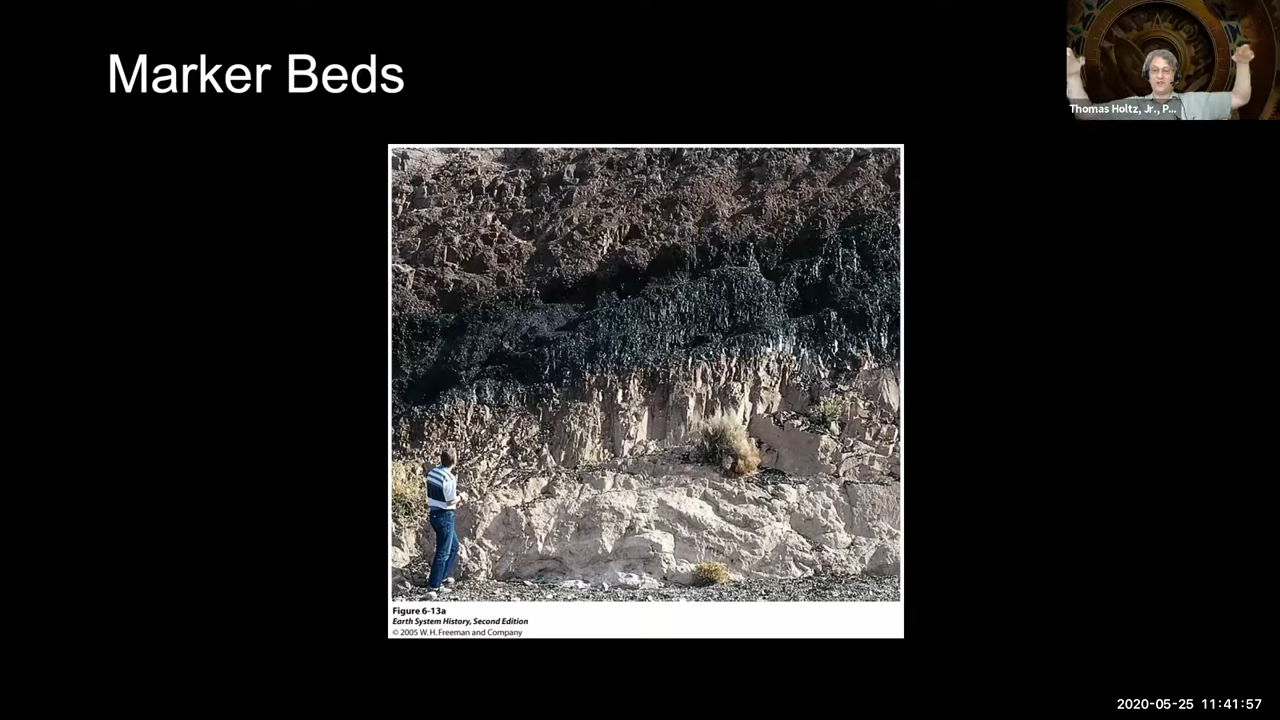 Marker Beds
Thomas Holtz, Jr., P...
Figure 6-13a
Earth System History, Second Edition
© 2005 W. H. Freeman and Company
2020-05-25 11:41:57